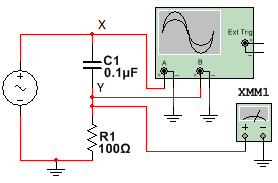 X
Ext Trig
+
C1
0.1µF
A
B
Y
XMM1
R1
100Ω